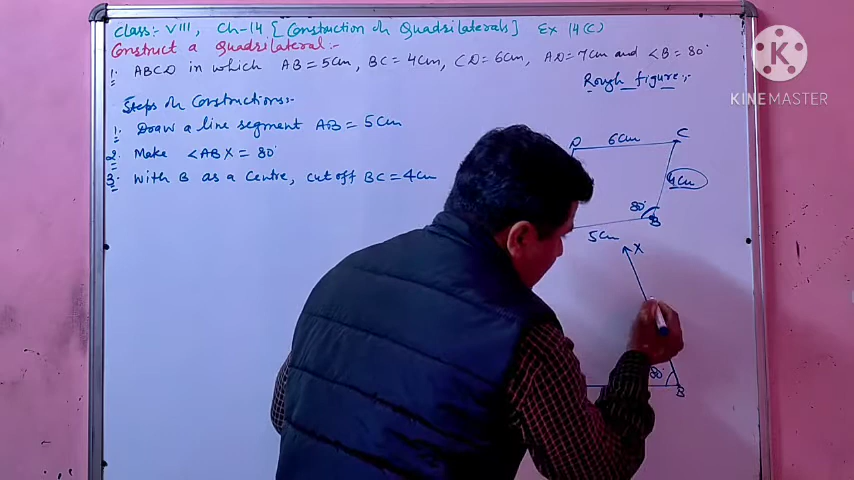 Class:- VIII, Ch-14 [Construction on Quadrilaterals] Ex 14(C)
Construct a Quadrilateral:-
1. ABCD in which AB = 5cm, BC = 4cm, CD = 6cm, AD = 7cm and ∠B = 80°
Rough figure:-
K
KINEMASTER
Steps on Constructions:-
1. Draw a line segment AB = 5cm
2. Make ∠ABX = 80°
3. With B as a centre, cut off BC = 4cm
D 6cm C
4cm
80°
B
5cm
X
80°
B